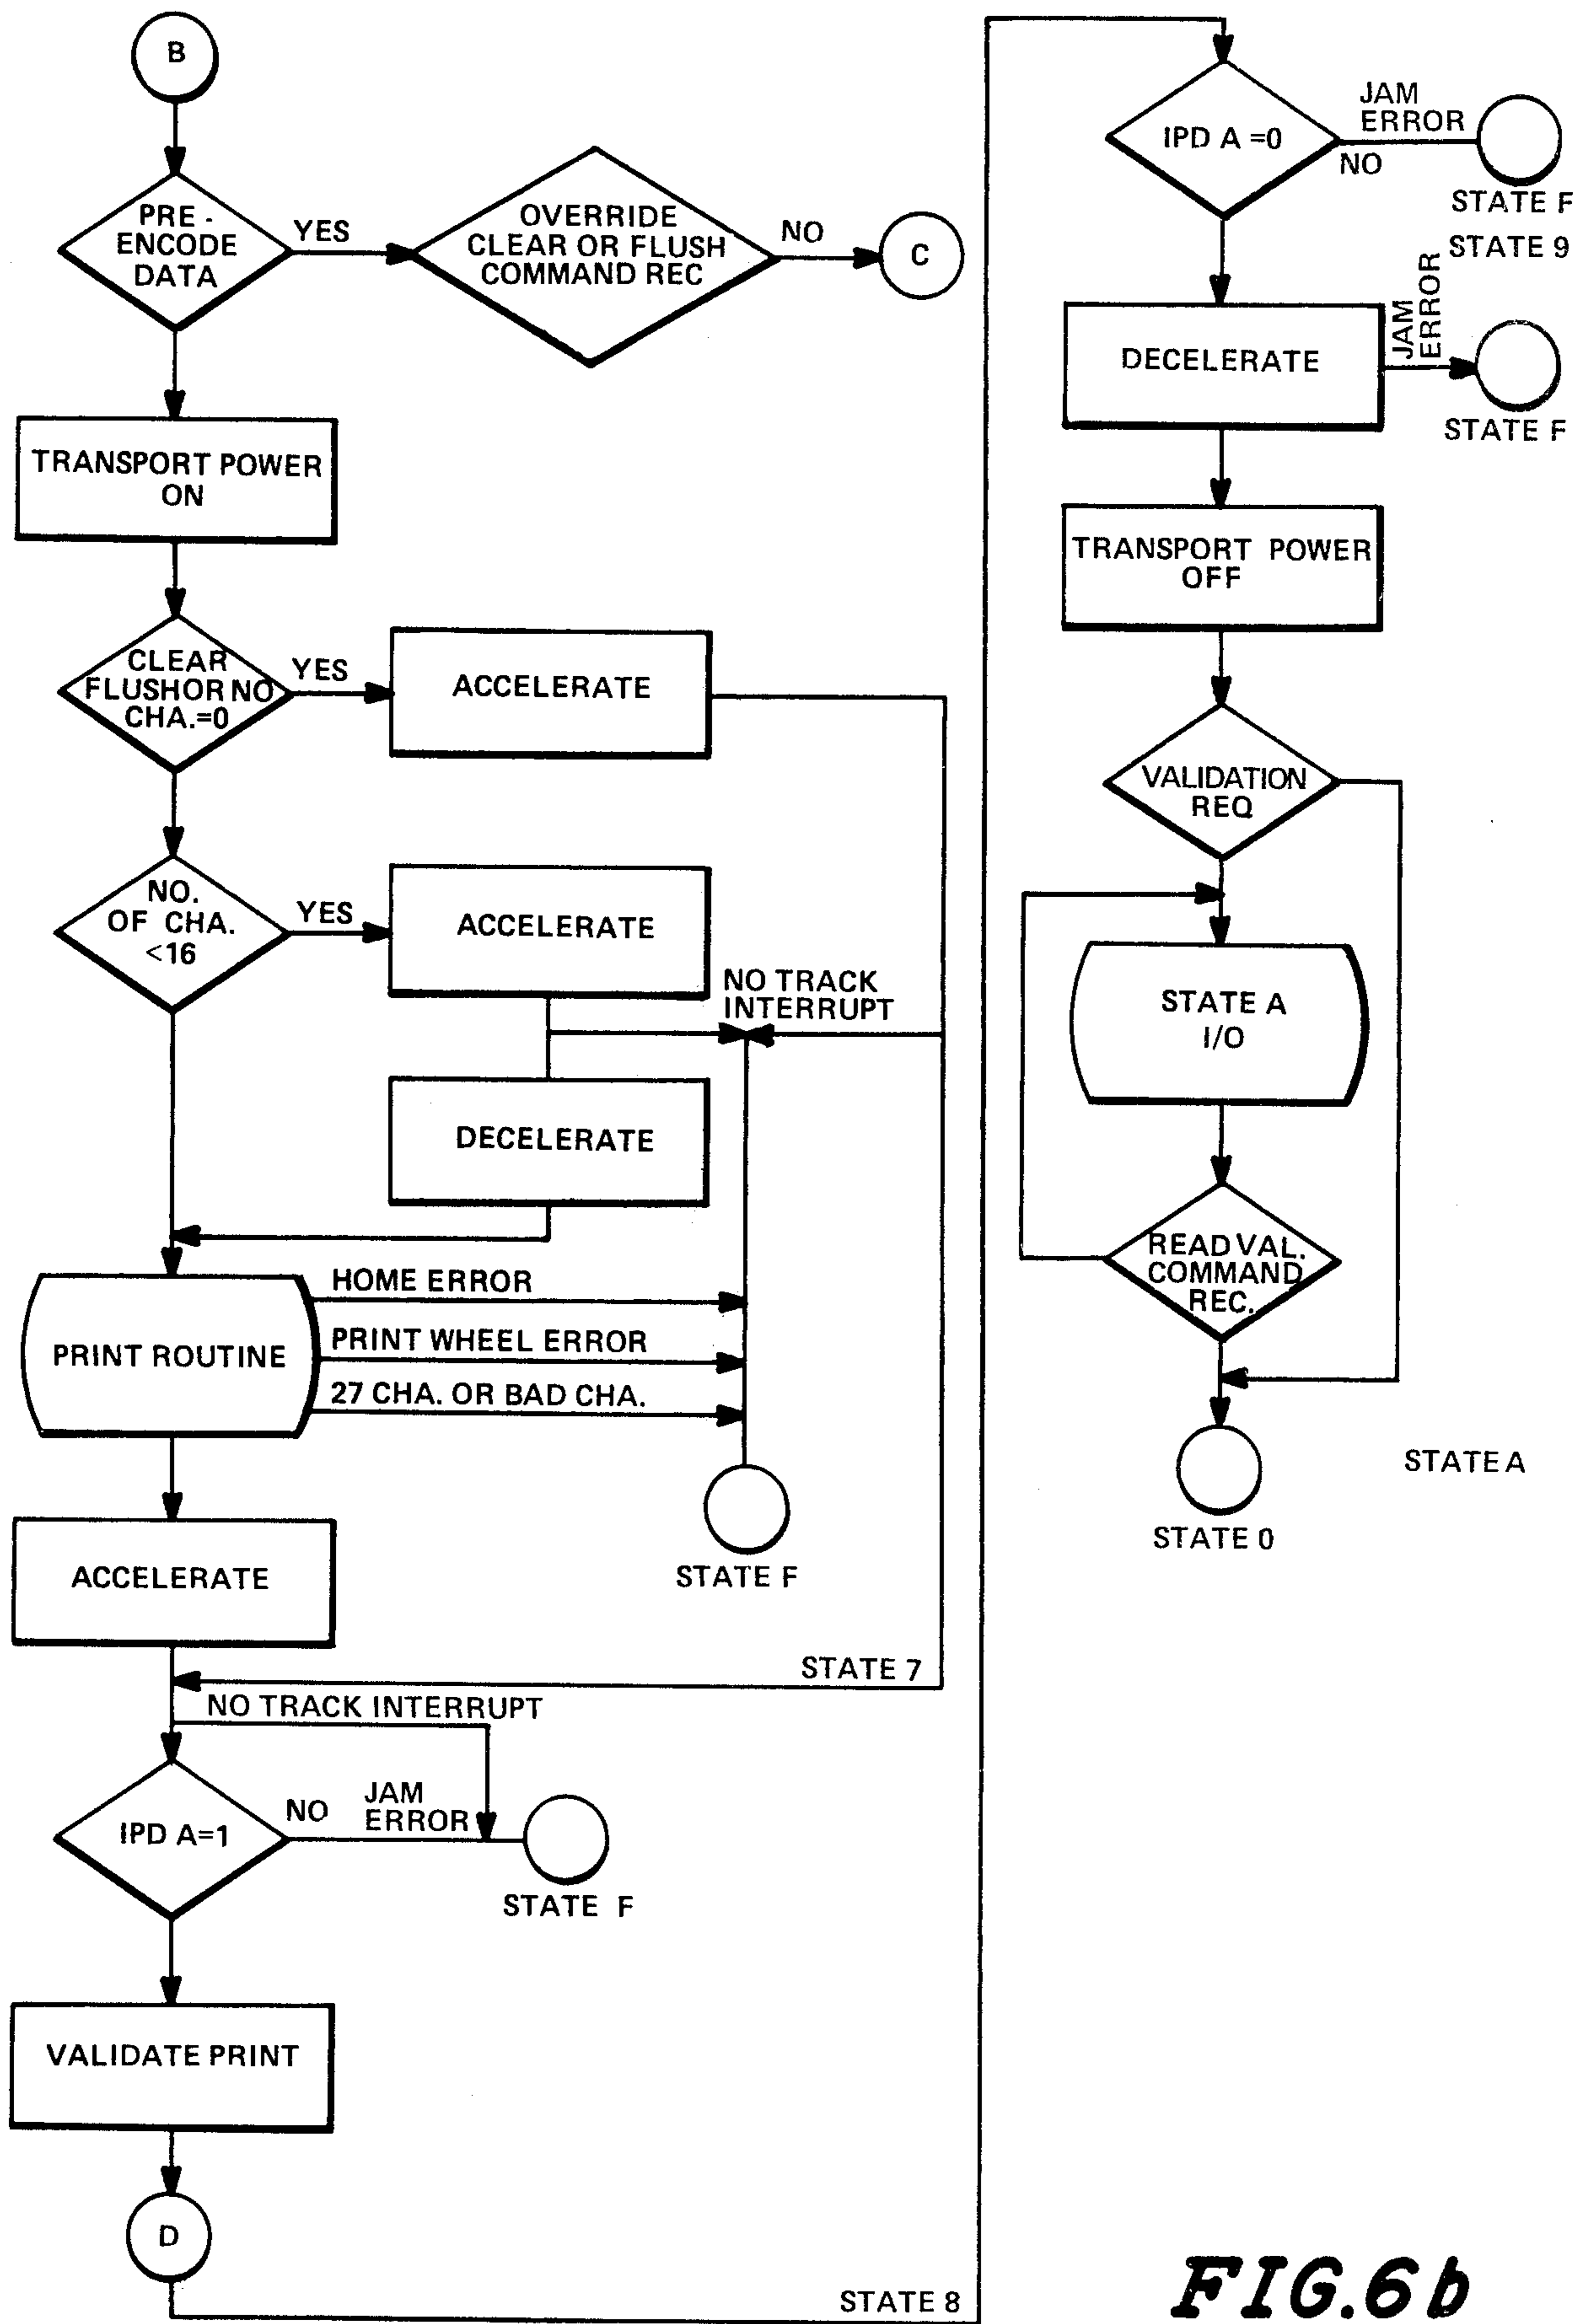 B
PRE -
ENCODE
DATA
YES
OVERRIDE
CLEAR OR FLUSH
COMMAND REC
NO
C
TRANSPORT POWER
ON
CLEAR
FLUSHOR NO
CHA.=0
YES
ACCELERATE
NO.
OF CHA.
<16
YES
ACCELERATE
NO TRACK
INTERRUPT
DECELERATE
PRINT ROUTINE
HOME ERROR
PRINT WHEEL ERROR
27 CHA. OR BAD CHA.
STATE F
ACCELERATE
STATE 7
NO TRACK INTERRUPT
IPD A=1
NO
JAM
ERROR
STATE F
VALIDATE PRINT
D
STATE 8
IPD A =0
JAM
ERROR
NO
STATE F
STATE 9
DECELERATE
JAM
ERROR
STATE F
TRANSPORT POWER
OFF
VALIDATION
REQ
STATE A
I/O
READ VAL.
COMMAND
REC.
STATE A
STATE 0
FIG.6b